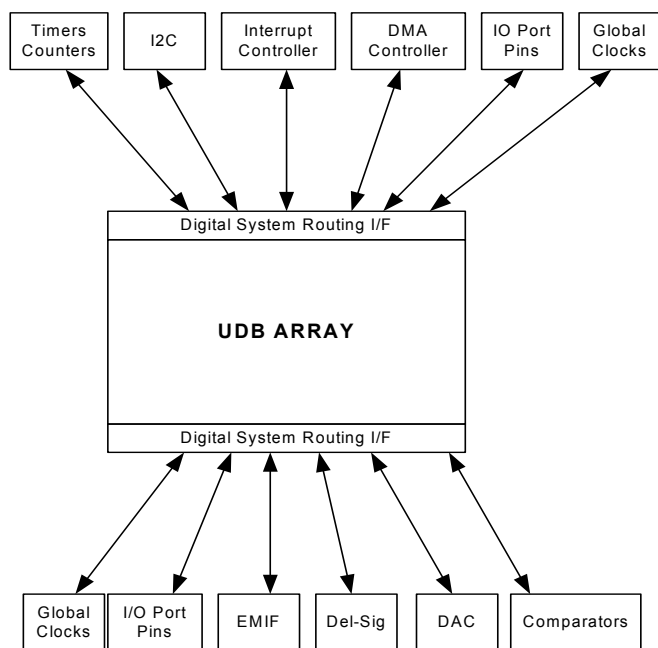 Timers
Counters
I2C
Interrupt
Controller
DMA
Controller
IO Port
Pins
Global
Clocks
Digital System Routing I/F
UDB ARRAY
Digital System Routing I/F
Global
Clocks
I/O Port
Pins
EMIF
Del-Sig
DAC
Comparators